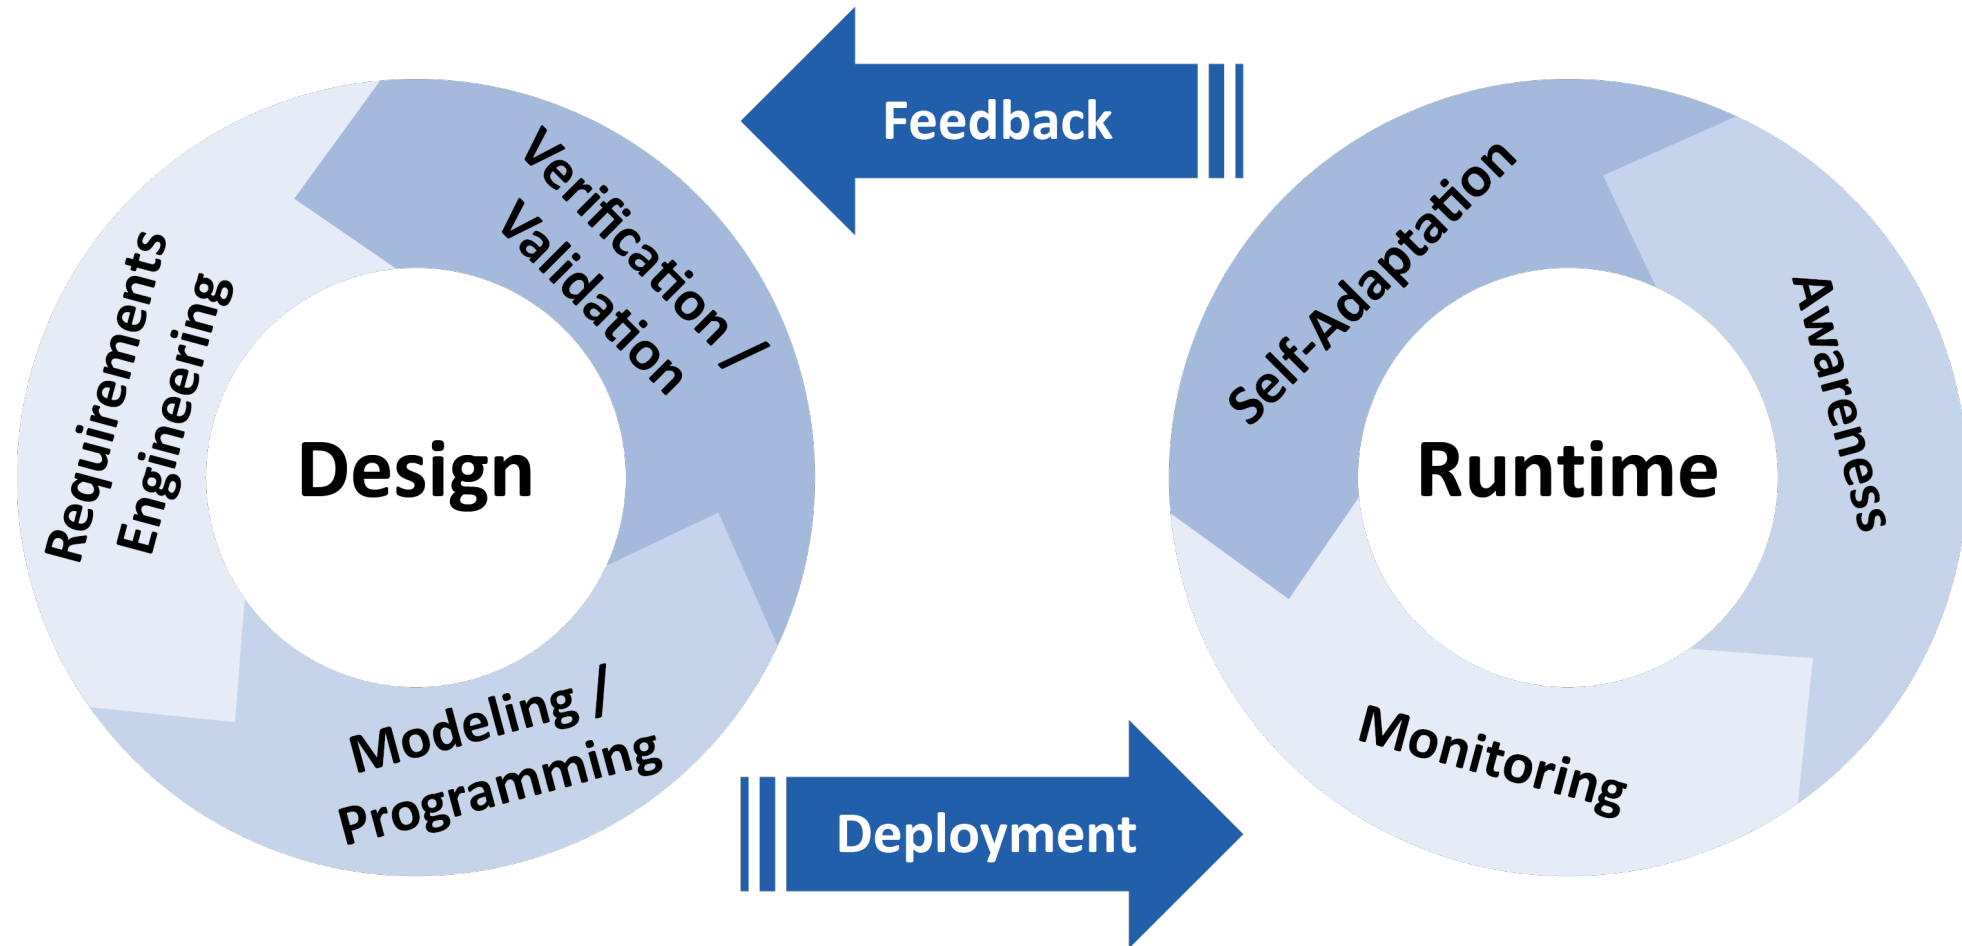 Feedback
Verification /
Validation
Requirements
Engineering
Design
Modeling /
Programming
Self-Adaptation
Awareness
Runtime
Monitoring
Deployment